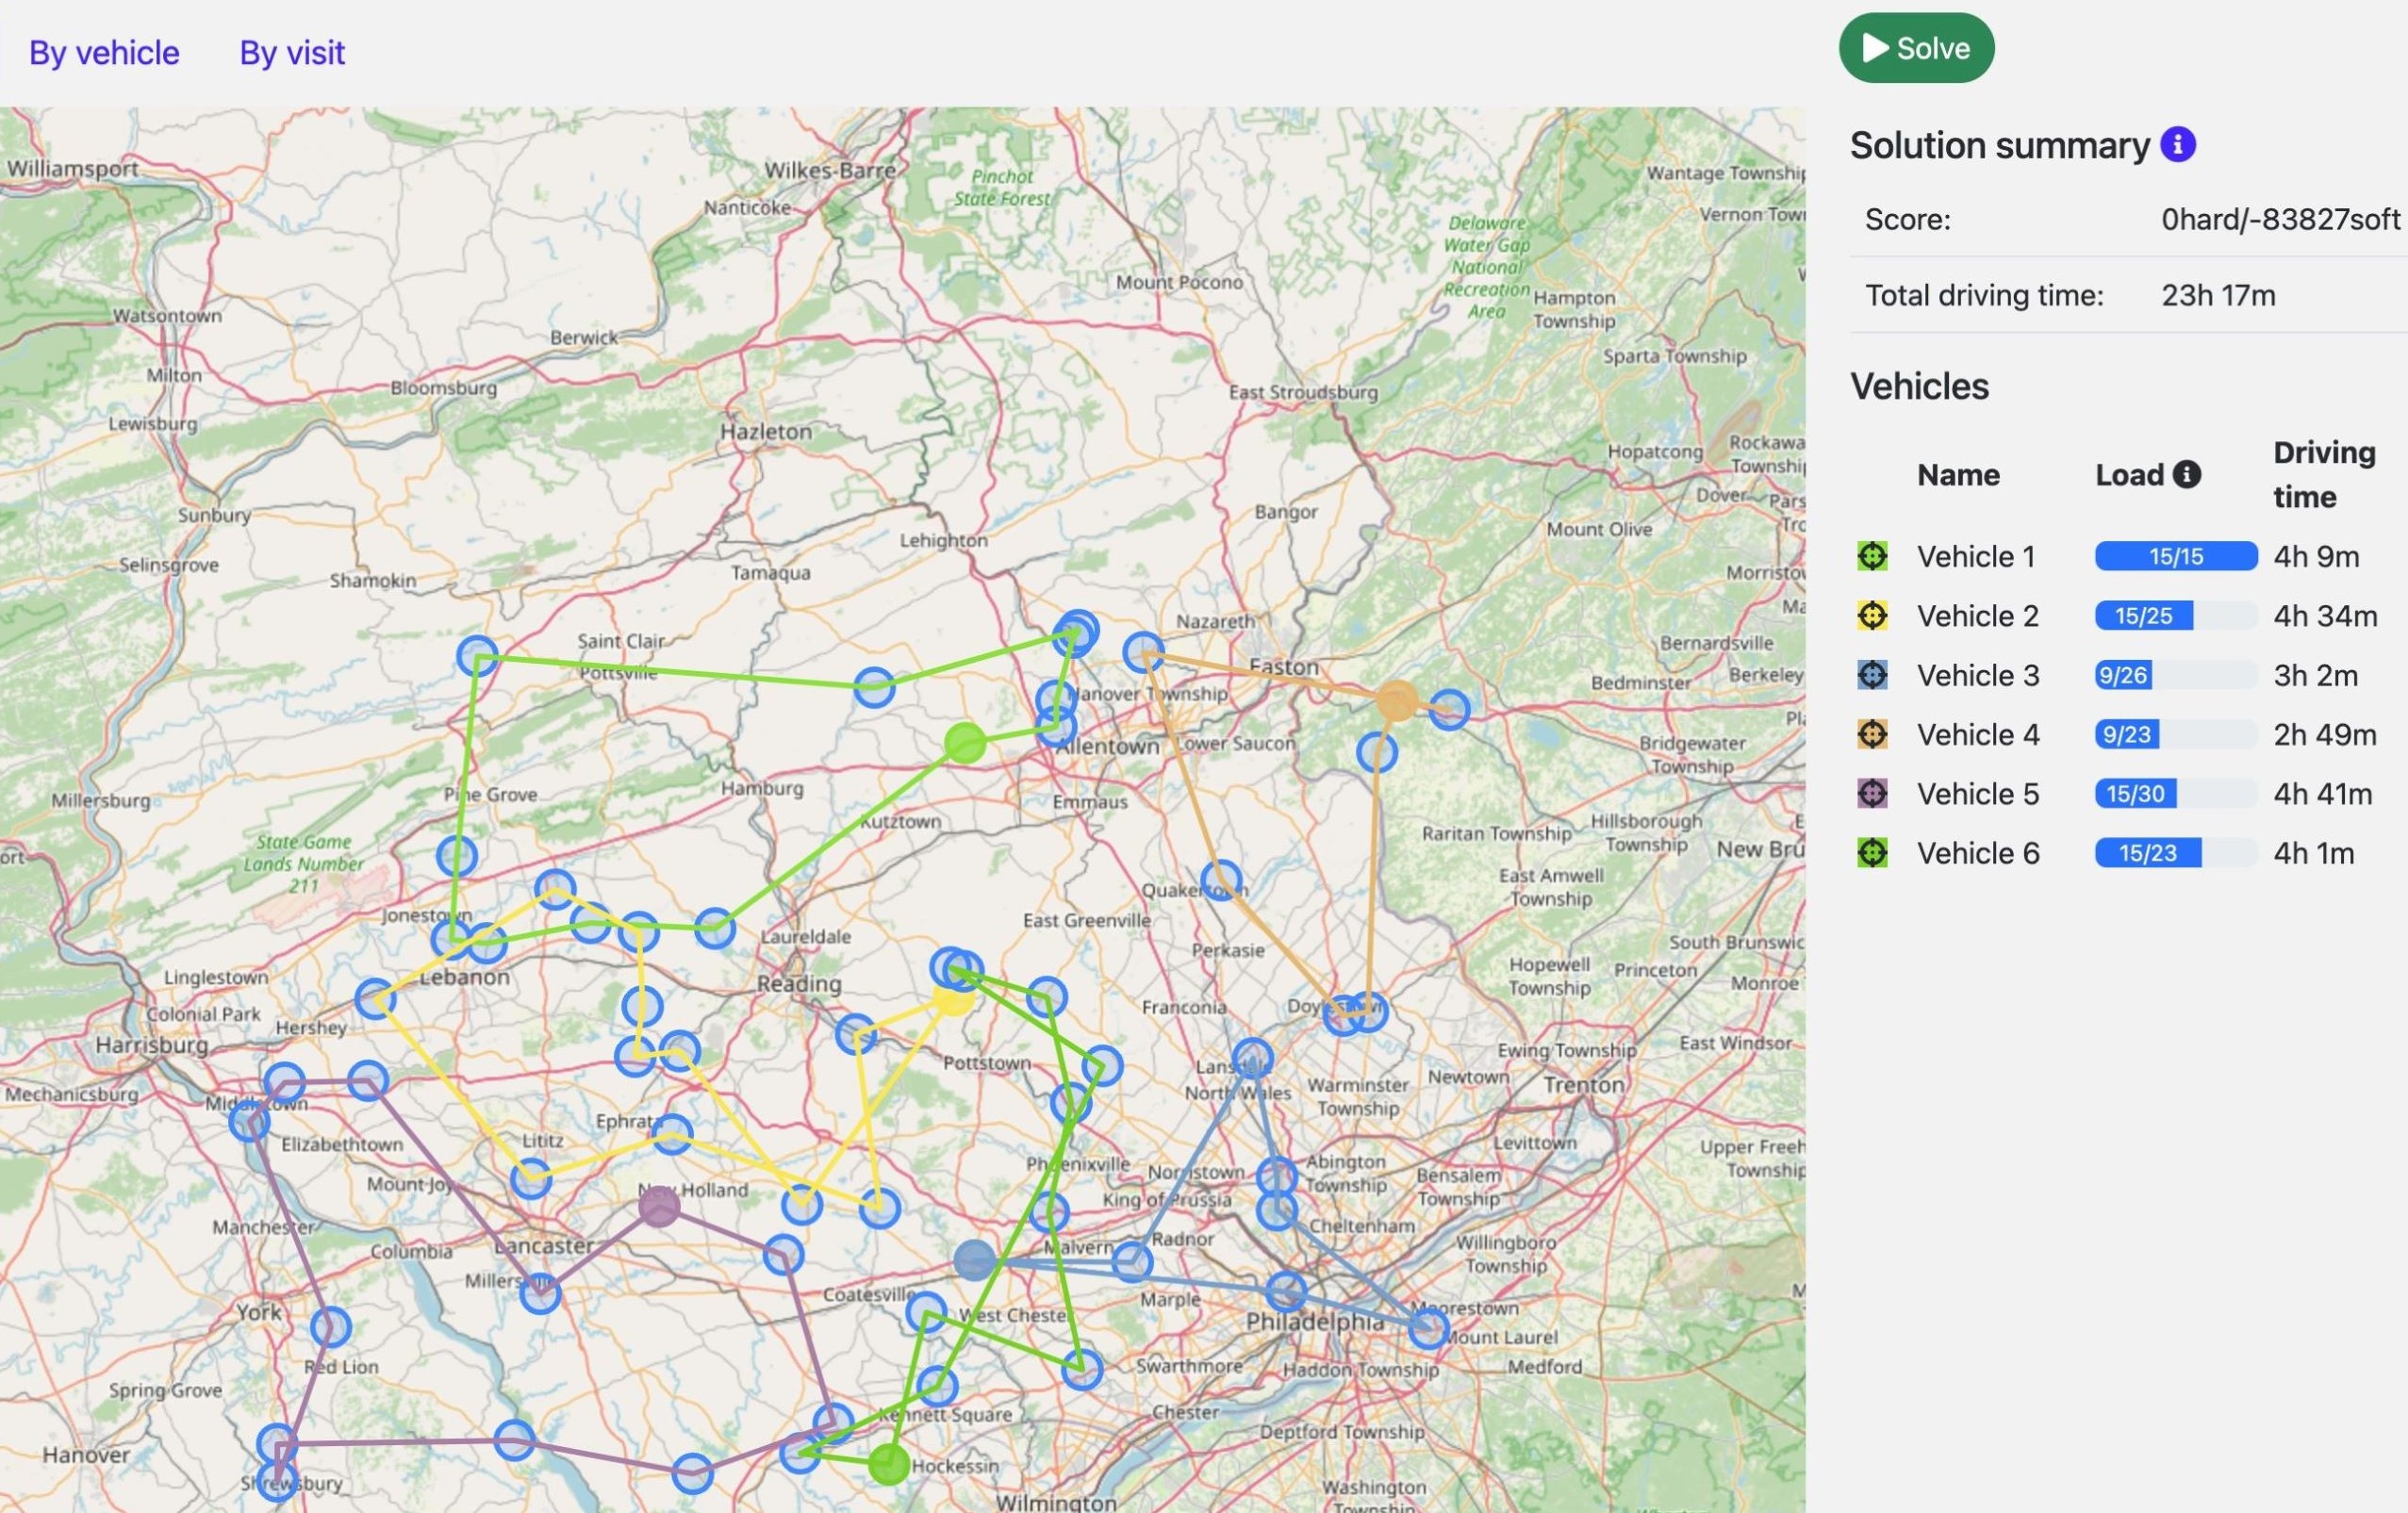 By vehicle By visit
Solve
Solution summary
Score: 0hard/-83827soft
Total driving time: 23h 17m
Vehicles
Name Load Driving time
Vehicle 1 15/15 4h 9m
Vehicle 2 15/25 4h 34m
Vehicle 3 9/26 3h 2m
Vehicle 4 9/23 2h 49m
Vehicle 5 15/30 4h 41m
Vehicle 6 15/23 4h 1m
Williamsport
Wilkes-Barre
Pinchot
State Forest
Nanticoke
Wantage Township
Vernon Town
Delaware
Water Gap
National
Recreation
Area
Mount Pocono
Hampton
Township
Watsontown
Berwick
Sparta Township
Milton
Bloomsburg
East Stroudsburg
Lewisburg
Hazleton
Hopatcong
Rockawa
Township
Dover
Pars
Sunbury
Bangor
Mount Olive
Lehighton
Selinsgrove
Shamokin
Tamaqua
Morristo
Saint Clair
Nazareth
Pottsville
Easton
Bernardsville
Hanover Township
Bedminster
Berkeley
Allentown
Lower Saucon
Bridgewater
Township
Millersburg
Pine Grove
Hamburg
Emmaus
Kutztown
Raritan Township
Hillsborough
Township
State Game
Lands Number
211
New Bru
Quakertown
East Amwell
Township
Jonestown
East Greenville
Laureldale
Perkasie
South Brunswic
Linglestown
Lebanon
Reading
Hopewell
Township
Princeton
Monroe
Colonial Park
Hershey
Franconia
Doylestown
Harrisburg
Pottstown
Lansdale
Ewing Township
East Windsor
Mechanicsburg
Middletown
North Wales
Warminster
Township
Newtown
Trenton
Elizabethtown
Lititz
Ephrata
Levittown
Upper Freeh
Township
Mount Joy
New Holland
Phoenixville
Norristown
Abington
Township
Bensalem
Township
King of Prussia
Manchester
Columbia
Lancaster
Malvern
Radnor
Cheltenham
Willingboro
Township
Millersville
Coatesville
Marple
York
West Chester
Philadelphia
Moorestown
Mount Laurel
Red Lion
Swarthmore
Haddon Township
Medford
Spring Grove
Kennett Square
Chester
Deptford Township
Hanover
Shrewsbury
Hockessin
Wilmington
Washington
Township